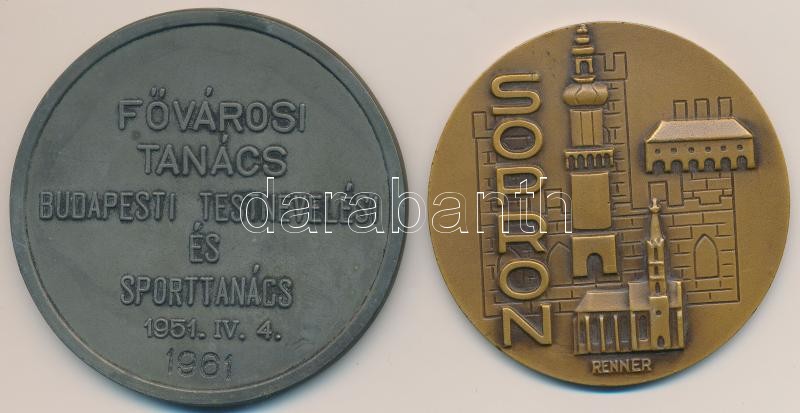 FŐVÁROSI
TANÁCS
BUDAPESTI TESTNEVELÉSI
ÉS
SPORTTANÁCS
1951. IV. 4.
1961
SOPRON
RENNER
darabanth